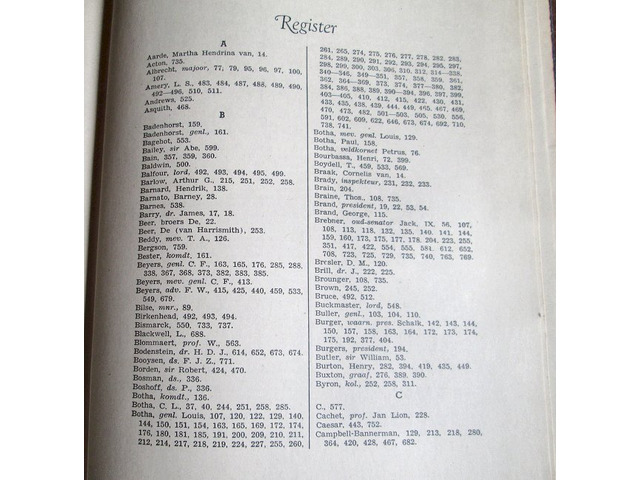 Register
A
Aarde, Martha Hendrina van, 14.
Acton, 735.
Albrecht, majoor, 77, 79, 95, 96, 97, 100,
107.
Amery, L. S., 483, 484, 487, 488, 489, 490,
492—496, 510, 511.
Andrews, 525.
Asquith, 468.
B
Badenhorst, 159.
Badenhorst, genl., 161.
Bagehot, 553.
Bailey, sir Abe, 599.
Bain, 357, 359, 360.
Baldwin, 500.
Balfour, lord, 492, 493, 494, 495, 499.
Barlow, Arthur G., 215, 251, 252, 258.
Barnard, Hendrik, 138.
Barnato, Barney, 28.
Barnes, 538.
Barry, dr. James, 17, 18.
Beer, broers De, 22.
Beer, De (van Harrismith), 253.
Beddy, mev. T. A., 126.
Bergson, 759.
Bester, komdt., 161.
Beyers, genl. C. F., 163, 165, 176, 285, 288,
338, 367, 368, 373, 382, 383, 385.
Beyers, mev. genl. C. F., 413.
Beyers, adv. F. W., 415, 425, 440, 459, 533,
549, 679.
Bilse, mnr., 89.
Birkenhead, 492, 493, 494.
Bismarck, 550, 733, 737.
Blackwell, L., 688.
Blommaert, prof. W., 563.
Bodenstein, dr. H. D. J., 614, 652, 673, 674.
Booysen, ds. F. J. Z., 771.
Borden, sir Robert, 424, 470.
Bosman, ds., 336.
Boshoff, ds. P., 336.
Botha, komdt., 136.
Botha, C. L., 37, 40, 244, 251, 258, 285.
Botha, genl. Louis, 107, 120, 122, 129, 140,
144, 150, 151, 154, 163, 165, 169, 172, 174,
176, 180, 181, 185, 191, 200, 209, 210, 211,
212, 214, 217, 218, 219, 224, 227, 255, 260,
261, 265, 274, 275, 276, 277, 278, 282, 283,
284, 289, 290, 291, 292, 293, 294, 295, 297,
298, 299, 300, 303, 306, 310, 312, 314—338,
340—346, 349—351, 357, 358, 359, 361,
362, 364—369, 373, 374, 377—380, 382,
384, 385, 386, 390—394, 396, 397, 399,
403—405, 410, 412, 415, 422, 430, 431,
433, 435, 438, 439, 444, 449, 465, 467, 469,
470, 473, 482, 501—503, 505, 530, 556,
591, 602, 609, 622, 646, 673, 674, 692, 710,
738, 741.
Botha, mev. genl. Louis, 129.
Botha, Paul, 158.
Botha, veldkornet Petrus, 76.
Bourbassa, Henri, 72, 399.
Boydell, T., 459, 533, 569.
Braak, Cornelis van, 14.
Brady, inspekteur, 231, 232, 233.
Brain, 204.
Braine, Thos., 108, 735.
Brand, president, 19, 22, 53, 54.
Brand, George, 115.
Brebner, oud-senator Jack, IX, 56, 107,
108, 113, 118, 122, 135, 140, 141, 144,
159, 160, 173, 175, 177, 178, 204, 223, 255,
351, 417, 422, 554, 555, 581, 612, 652,
708, 723, 725, 729, 735, 740, 763, 769.
Bresler, D. M., 120.
Brill, dr. J., 222, 225.
Brounger, 108, 735.
Brown, 245, 252.
Bruce, 492, 512.
Buckmaster, lord, 548.
Buller, genl., 103, 104, 110.
Burger, waarn. pres. Schalk, 142, 143, 144,
150, 157, 158, 163, 164, 172, 173, 174,
175, 192, 377, 404.
Burgers, president, 194.
Butler, sir William, 53.
Burton, Henry, 282, 394, 419, 435, 449.
Buxton, graaf, 276, 389, 390.
Byron, kol., 252, 258, 311.
C
C., 577.
Cachet, prof. Jan Lion, 228.
Caesar, 443, 752.
Campbell-Bannerman, 129, 213, 218, 280,
364, 420, 428, 467, 682.